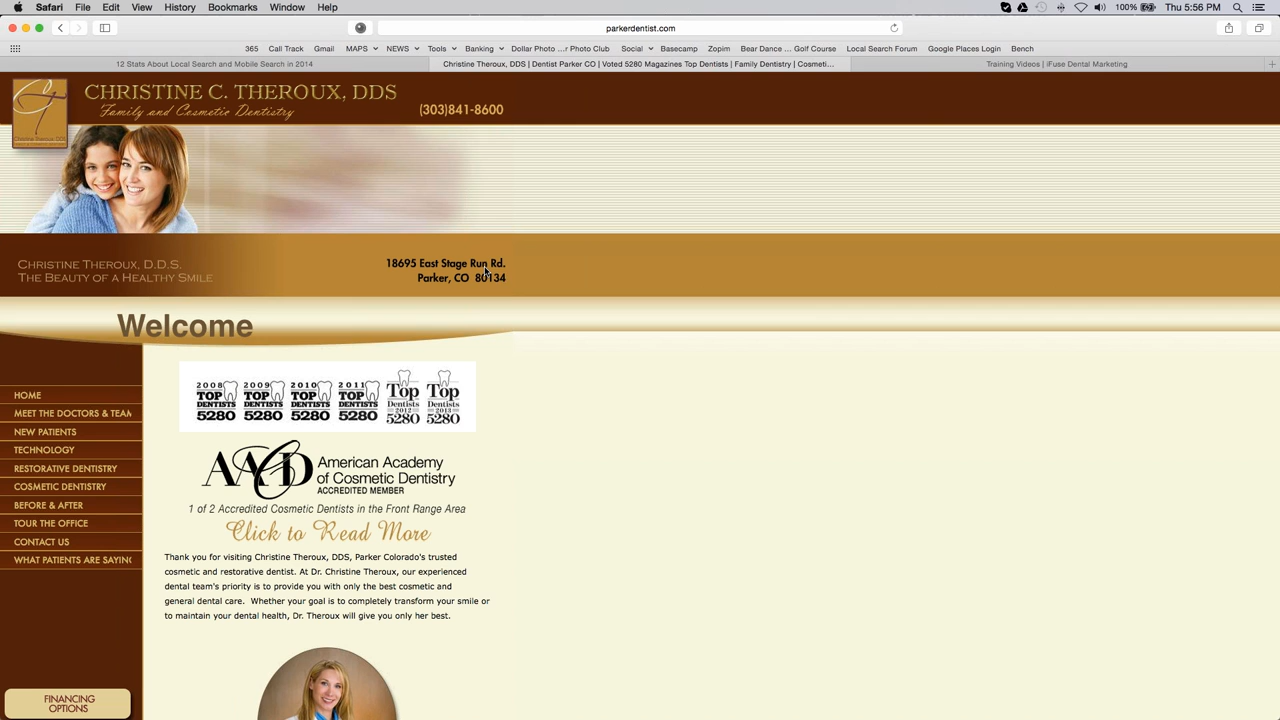 Safari File Edit View History Bookmarks Window Help 100% Thu 5:56 PM
parkerdentist.com
365 Call Track Gmail MAPS NEWS Tools Banking Dollar Photo ...r Photo Club Social Basecamp Zopim Bear Dance ... Golf Course Local Search Forum Google Places Login Bench
12 Stats About Local Search and Mobile Search in 2014 Christine Theroux, DDS | Dentist Parker CO | Voted 5280 Magazines Top Dentists | Family Dentistry | Cosmeti... Training Videos | iFuse Dental Marketing
CHRISTINE C. THEROUX, DDS
Family and Cosmetic Dentistry (303)841-8600
18695 East Stage Run Rd.
Parker, CO 80134
CHRISTINE THEROUX, D.D.S.
THE BEAUTY OF A HEALTHY SMILE
Welcome
2008 TOP DENTISTS 5280
2009 TOP DENTISTS 5280
2010 TOP DENTISTS 5280
2011 TOP DENTISTS 5280
Top Dentists 2012 5280
Top Dentists 2013 5280
AACD American Academy
of Cosmetic Dentistry
ACCREDITED MEMBER
1 of 2 Accredited Cosmetic Dentists in the Front Range Area
Click to Read More
HOME
MEET THE DOCTORS & TEAM
NEW PATIENTS
TECHNOLOGY
RESTORATIVE DENTISTRY
COSMETIC DENTISTRY
BEFORE & AFTER
TOUR THE OFFICE
CONTACT US
WHAT PATIENTS ARE SAYING
Thank you for visiting Christine Theroux, DDS, Parker Colorado's trusted
cosmetic and restorative dentist. At Dr. Christine Theroux, our experienced
dental team's priority is to provide you with only the best cosmetic and
general dental care. Whether your goal is to completely transform your smile or
to maintain your dental health, Dr. Theroux will give you only her best.
FINANCING
OPTIONS